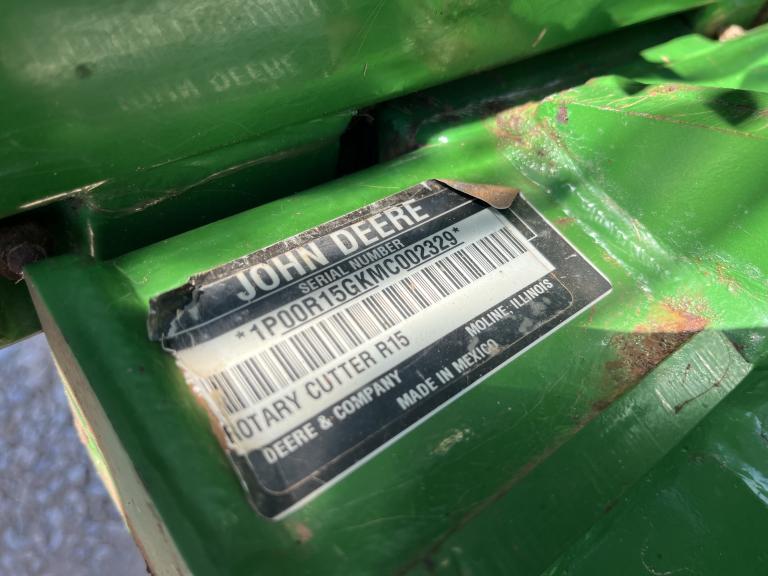 JOHN DEERE
JOHN DEERE
SERIAL NUMBER
*1P00R15GKMC002329*
ROTARY CUTTER R15
DEERE & COMPANY MOLINE, ILLINOIS
MADE IN MEXICO